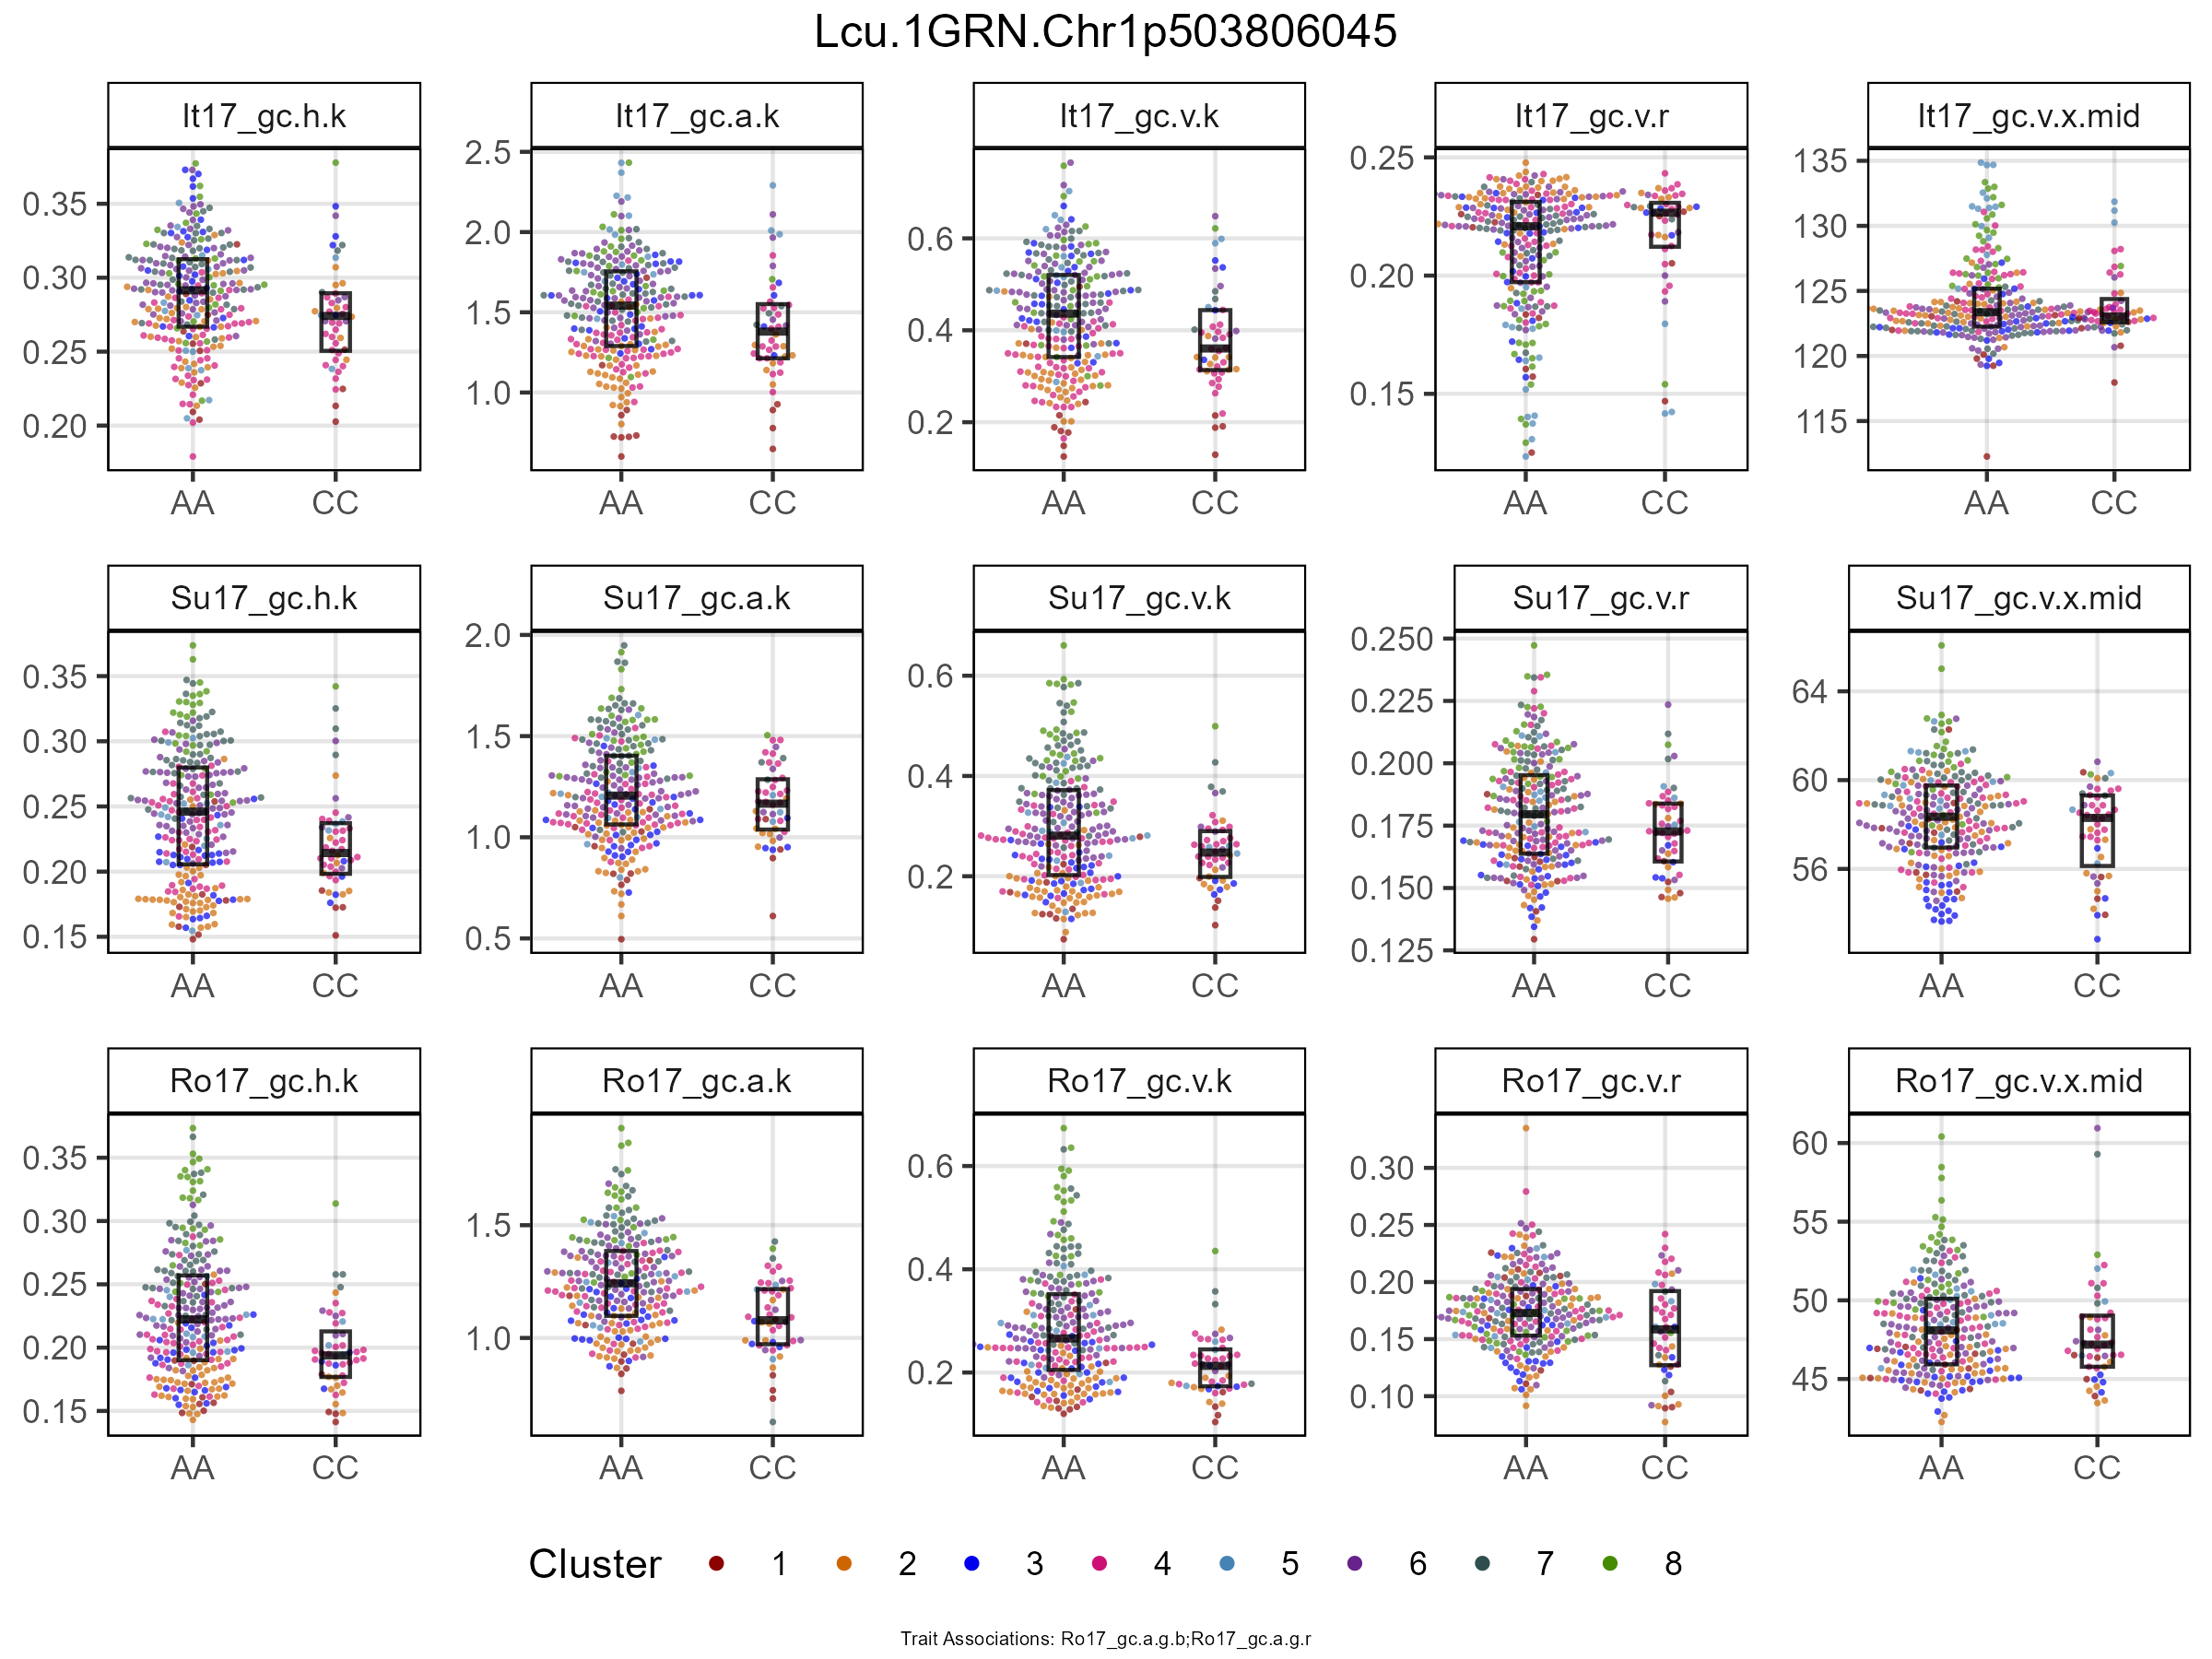 Lcu.1GRN.Chr1p503806045
It17_gc.h.k
It17_gc.a.k
It17_gc.v.k
It17_gc.v.r
It17_gc.v.x.mid
0.35
0.30
0.25
0.20
AA CC
2.5
2.0
1.5
1.0
AA CC
0.6
0.4
0.2
AA CC
0.25
0.20
0.15
AA CC
135
130
125
120
115
AA CC
Su17_gc.h.k
Su17_gc.a.k
Su17_gc.v.k
Su17_gc.v.r
Su17_gc.v.x.mid
0.35
0.30
0.25
0.20
0.15
AA CC
2.0
1.5
1.0
0.5
AA CC
0.6
0.4
0.2
AA CC
0.250
0.225
0.200
0.175
0.150
0.125
AA CC
64
60
56
AA CC
Ro17_gc.h.k
Ro17_gc.a.k
Ro17_gc.v.k
Ro17_gc.v.r
Ro17_gc.v.x.mid
0.35
0.30
0.25
0.20
0.15
AA CC
1.5
1.0
AA CC
0.6
0.4
0.2
AA CC
0.30
0.25
0.20
0.15
0.10
AA CC
60
55
50
45
AA CC
Cluster 1 2 3 4 5 6 7 8
Trait Associations: Ro17_gc.a.g.b;Ro17_gc.a.g.r